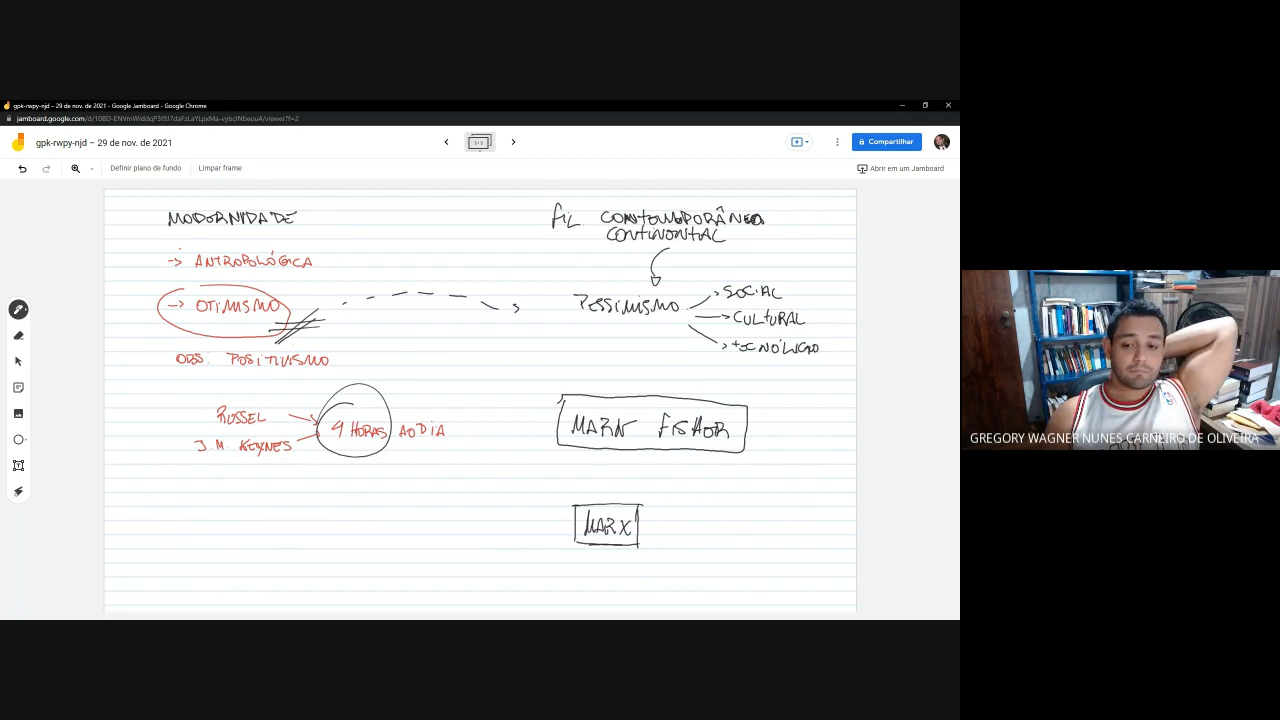 gpk-rwpy-njd – 29 de nov. de 2021 - Google Jamboard - Google Chrome
gpk-rwpy-njd – 29 de nov. de 2021
Compartilhar
Definir plano de fundo
Limpar frame
Abrir em um Jamboard
MODERNIDADE
FIL. CONTEMPORÂNEA
CONTINENTAL
-> ANTROPOLÓGICA
-> OTIMISMO
PESSIMISMO
-> SOCIAL
-> CULTURAL
-> TECNOLÓGICO
OBS: POSITIVISMO
RUSSEL
J.M. KEYNES
4 HORAS AO DIA
MARK FISHER
MARX
GREGORY WAGNER NUNES CARNEIRO DE OLIVEIRA